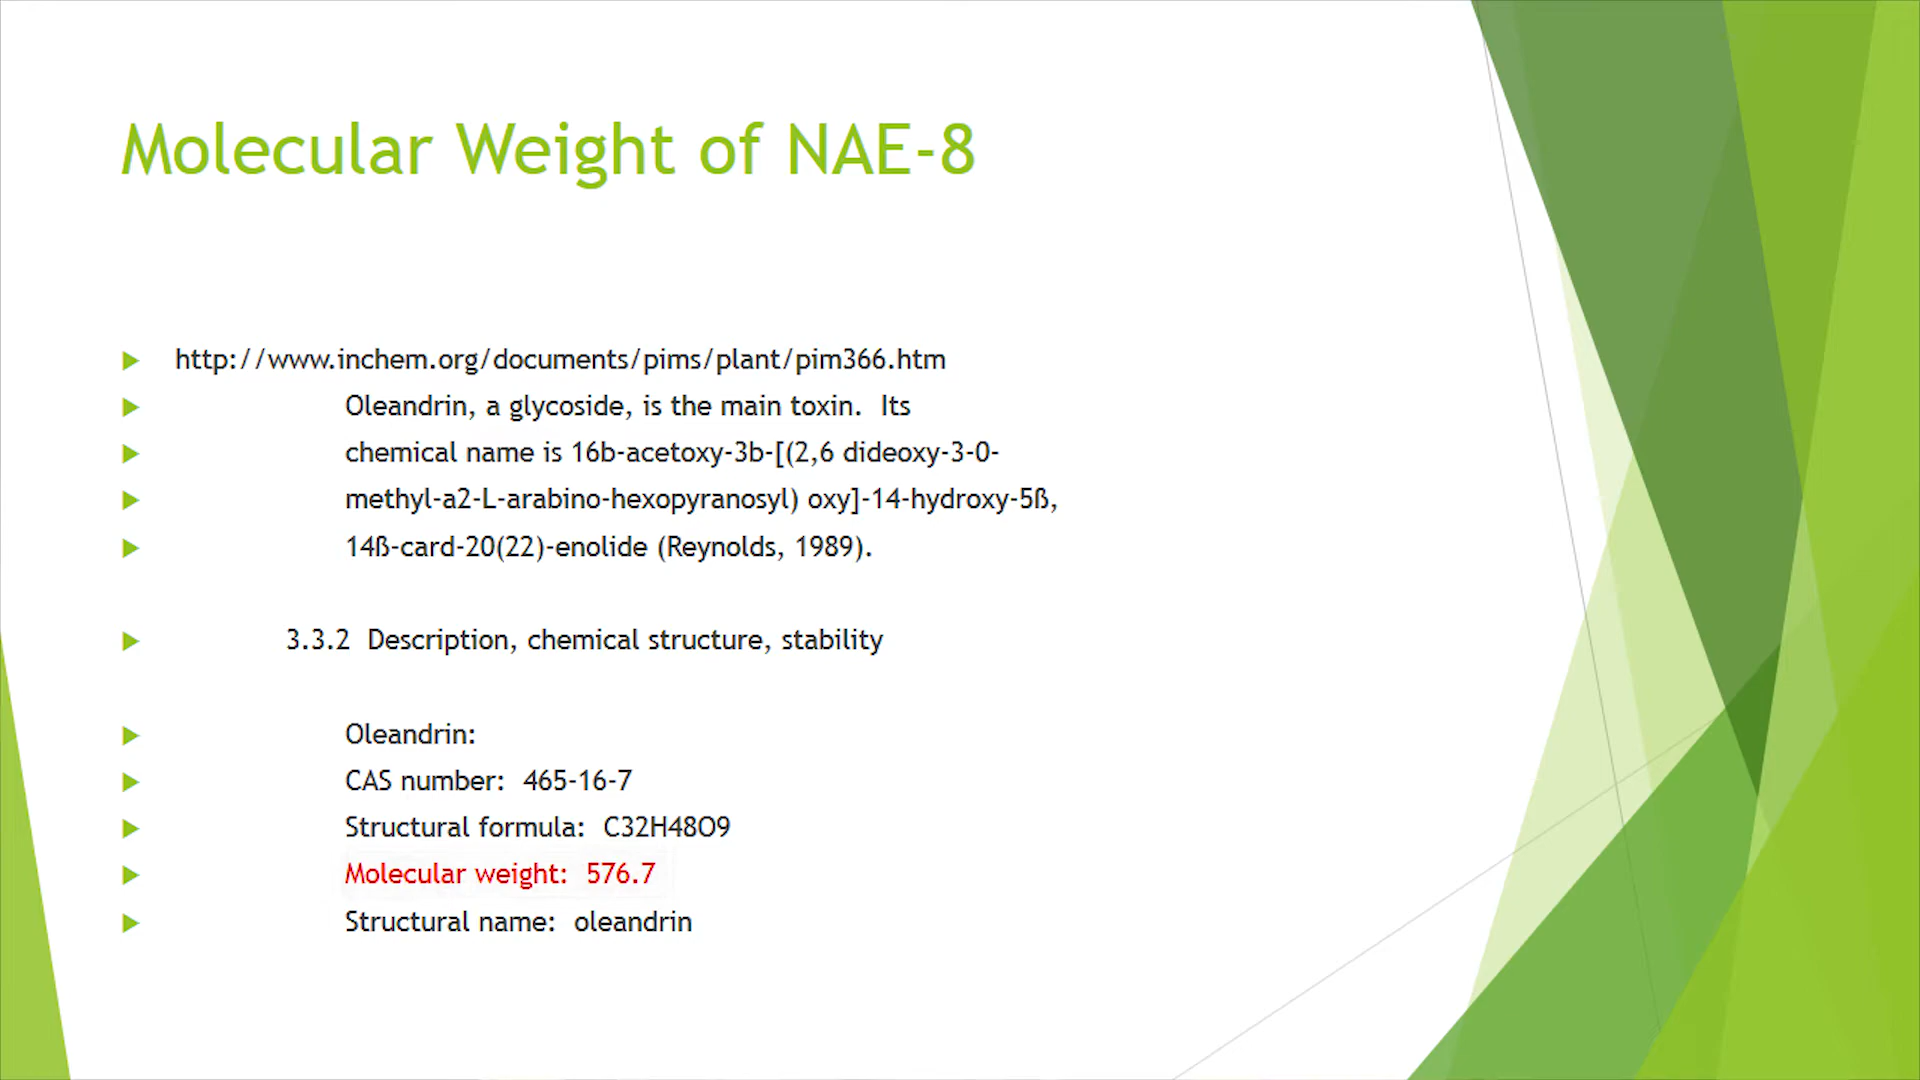 Molecular Weight of NAE-8
http://www.inchem.org/documents/pims/plant/pim366.htm
Oleandrin, a glycoside, is the main toxin. Its
chemical name is 16b-acetoxy-3b-[(2,6 dideoxy-3-0-
methyl-a2-L-arabino-hexopyranosyl) oxy]-14-hydroxy-5ß,
14ß-card-20(22)-enolide (Reynolds, 1989).
3.3.2 Description, chemical structure, stability
Oleandrin:
CAS number: 465-16-7
Structural formula: C32H48O9
Molecular weight: 576.7
Structural name: oleandrin